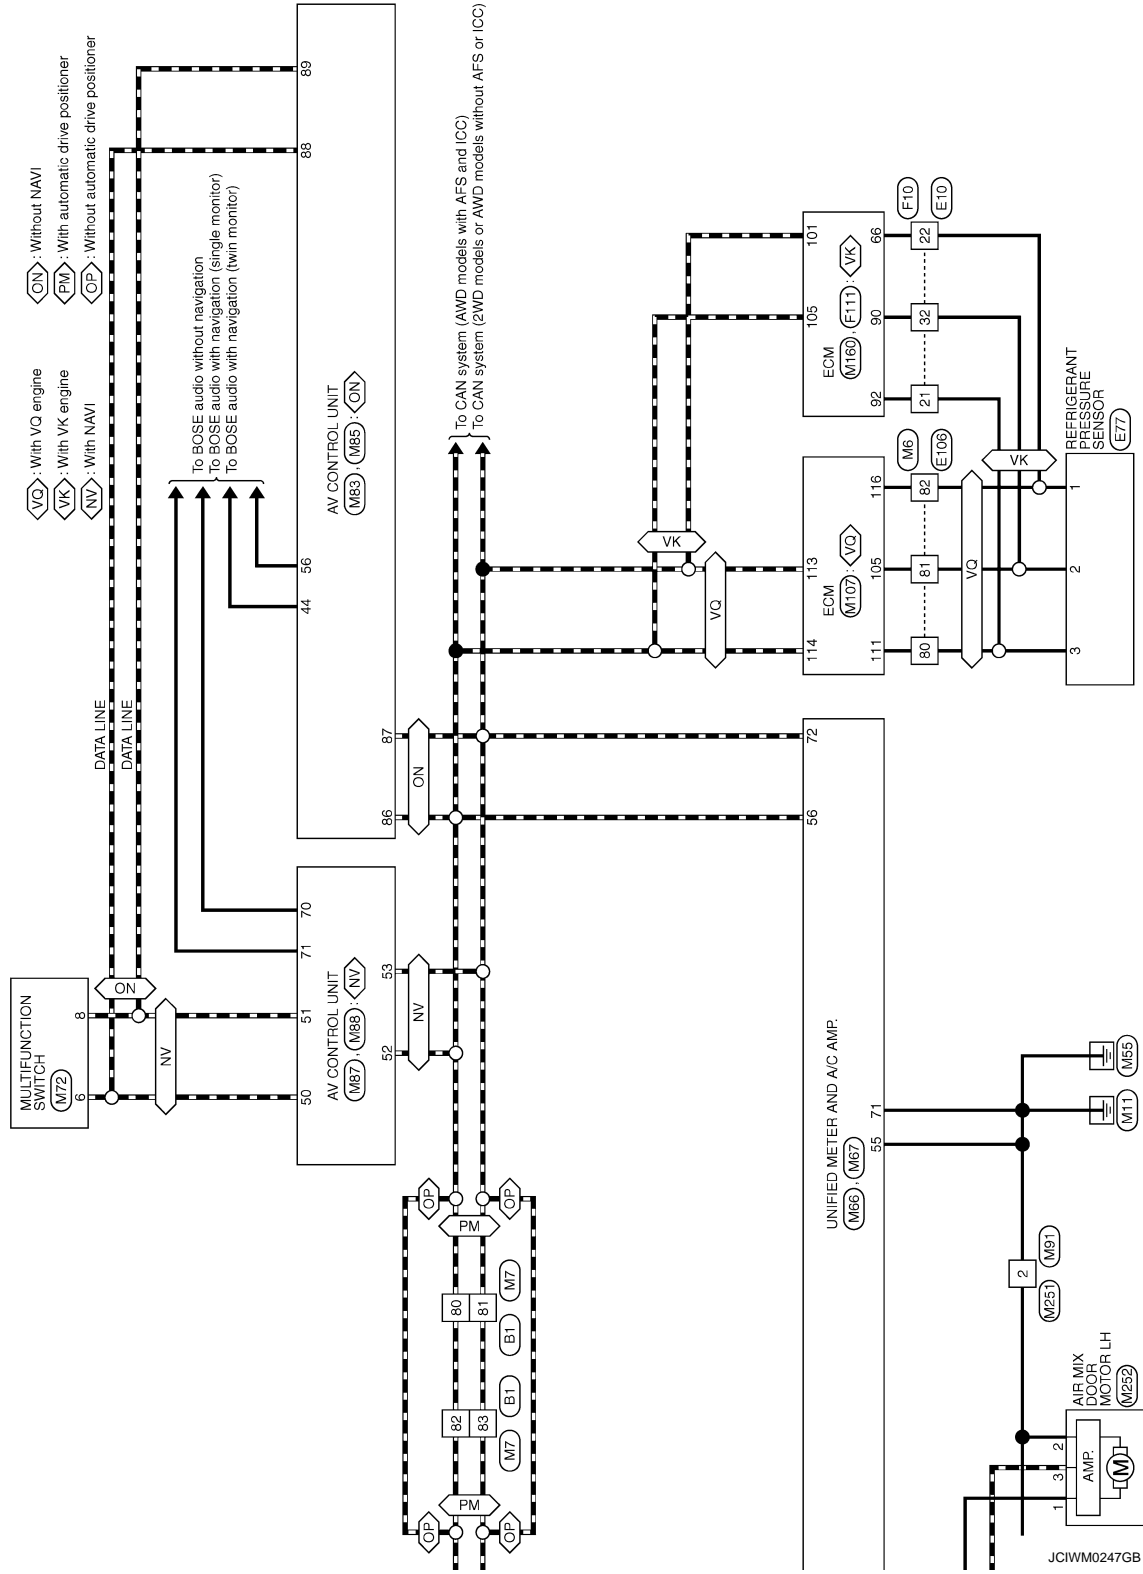 VQ : With VQ engine
VK : With VK engine
NV : With NAVI
ON : Without NAVI
PM : With automatic drive positioner
OP : Without automatic drive positioner
MULTIFUNCTION
SWITCH
M72
6
8
ON
NV
DATA LINE
DATA LINE
To BOSE audio without navigation
To BOSE audio with navigation (single monitor)
To BOSE audio with navigation (twin monitor)
50
51
71
70
AV CONTROL UNIT
M87 , M88 : NV
52
53
NV
44
56
88
89
AV CONTROL UNIT
M83 , M85 : ON
86
87
ON
To CAN system (AWD models with AFS and ICC)
To CAN system (2WD models or AWD models without AFS or ICC)
OP
OP
PM
82
83
M7
B1
80
81
B1
M7
PM
OP
OP
VK
VQ
56
72
UNIFIED METER AND A/C AMP.
M66 , M67
55
71
114
113
ECM
M107 : VQ
111
105
116
80
81
82
M6
E106
VQ
105
101
ECM
M160 , F111 : VK
92
90
66
21
32
22
F10
E10
VK
3
2
1
REFRIGERANT
PRESSURE
SENSOR
E77
M11
M55
2
M251
M91
1
3
2
AMP.
M
AIR MIX
DOOR
MOTOR LH
M252
JCIWM0247GB